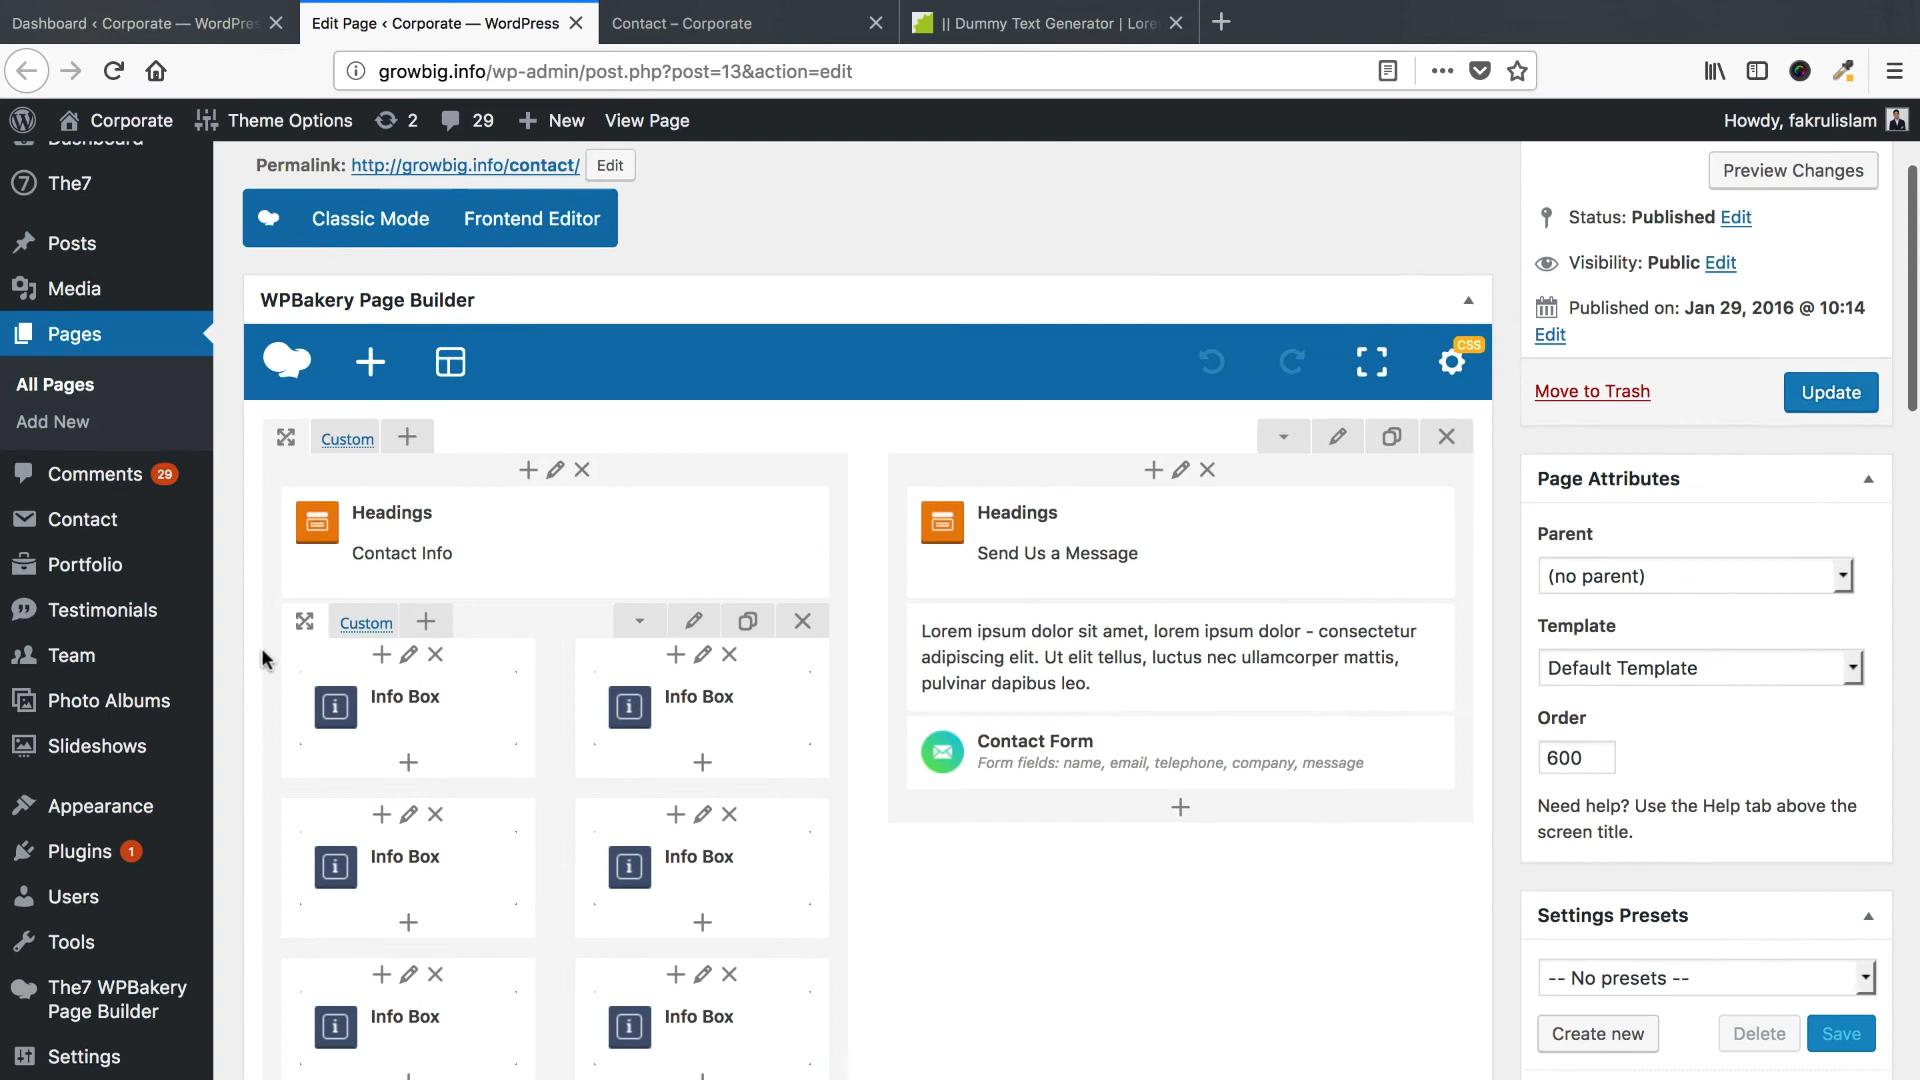 Dashboard ‹ Corporate — WordPres
Edit Page ‹ Corporate — WordPress
Contact – Corporate
|| Dummy Text Generator | Lore
growbig.info/wp-admin/post.php?post=13&action=edit
Corporate
Theme Options
2
29
New
View Page
Howdy, fakrulislam
Dashboard
The7
Posts
Media
Pages
All Pages
Add New
Comments 29
Contact
Portfolio
Testimonials
Team
Photo Albums
Slideshows
Appearance
Plugins 1
Users
Tools
The7 WPBakery
Page Builder
Settings
Permalink: http://growbig.info/contact/ Edit
Classic Mode
Frontend Editor
WPBakery Page Builder
CSS
Custom
Headings
Contact Info
Custom
Info Box
Info Box
Info Box
Info Box
Info Box
Info Box
Headings
Send Us a Message
Lorem ipsum dolor sit amet, lorem ipsum dolor - consectetur
adipiscing elit. Ut elit tellus, luctus nec ullamcorper mattis,
pulvinar dapibus leo.
Contact Form
Form fields: name, email, telephone, company, message
Preview Changes
Status: Published Edit
Visibility: Public Edit
Published on: Jan 29, 2016 @ 10:14
Edit
Move to Trash
Update
Page Attributes
Parent
(no parent)
Template
Default Template
Order
600
Need help? Use the Help tab above the
screen title.
Settings Presets
-- No presets --
Create new
Delete
Save